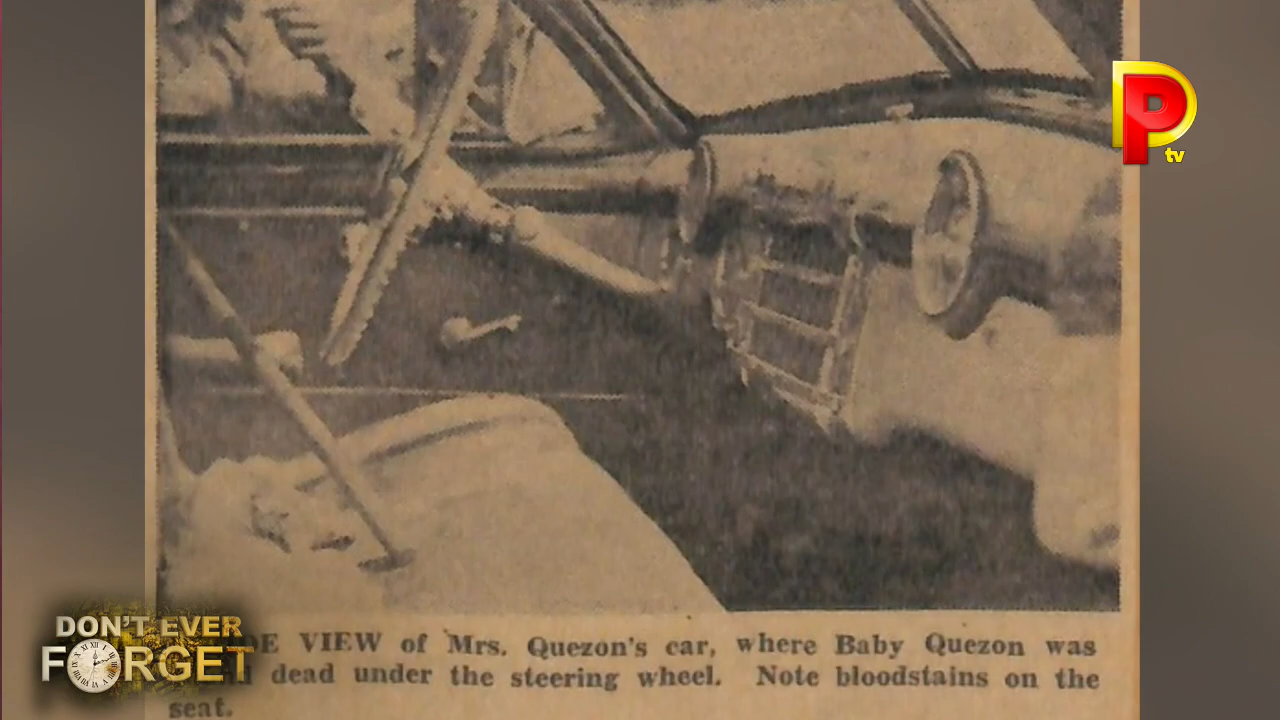 P
tv
DE VIEW of Mrs. Quezon's car, where Baby Quezon was
dead under the steering wheel. Note bloodstains on the
seat.
DON'T EVER
FORGET